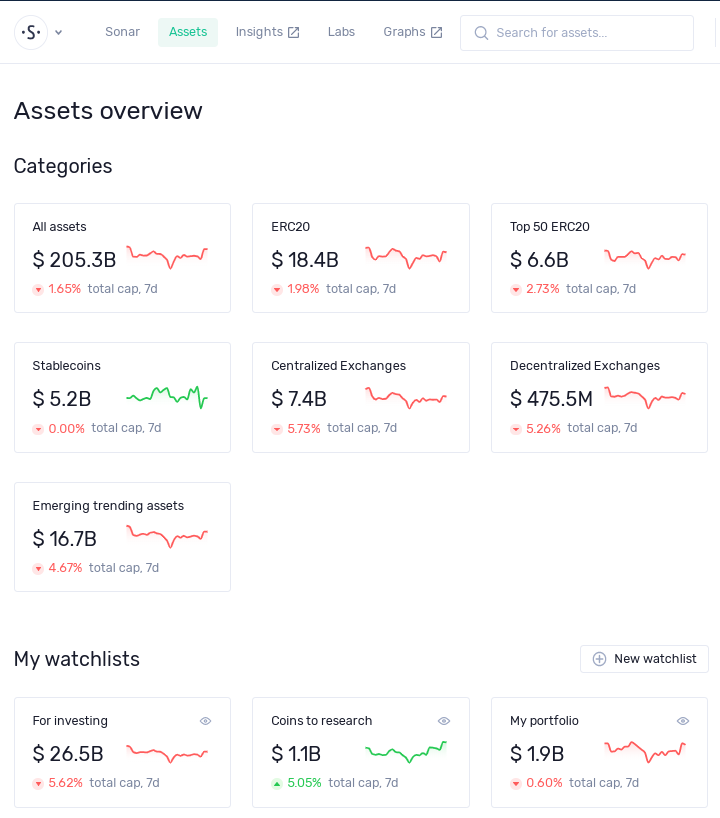 ·S·
Sonar Assets Insights Labs Graphs Search for assets...
Assets overview
Categories
All assets
$ 205.3B
1.65% total cap, 7d
ERC20
$ 18.4B
1.98% total cap, 7d
Top 50 ERC20
$ 6.6B
2.73% total cap, 7d
Stablecoins
$ 5.2B
0.00% total cap, 7d
Centralized Exchanges
$ 7.4B
5.73% total cap, 7d
Decentralized Exchanges
$ 475.5M
5.26% total cap, 7d
Emerging trending assets
$ 16.7B
4.67% total cap, 7d
My watchlists
New watchlist
For investing
$ 26.5B
5.62% total cap, 7d
Coins to research
$ 1.1B
5.05% total cap, 7d
My portfolio
$ 1.9B
0.60% total cap, 7d